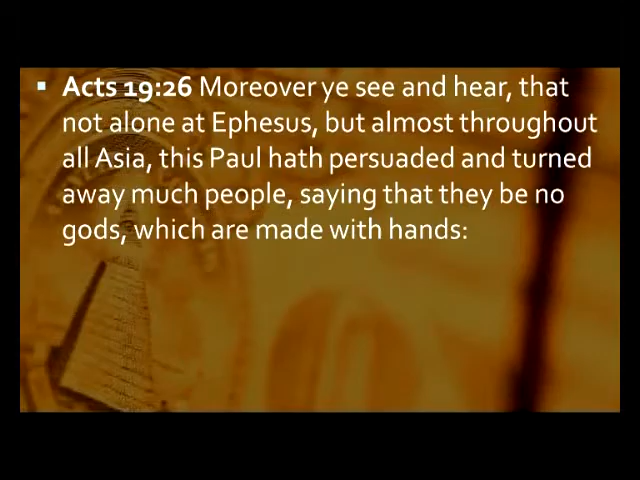 ▪ Acts 19:26 Moreover ye see and hear, that
not alone at Ephesus, but almost throughout
all Asia, this Paul hath persuaded and turned
away much people, saying that they be no
gods, which are made with hands: